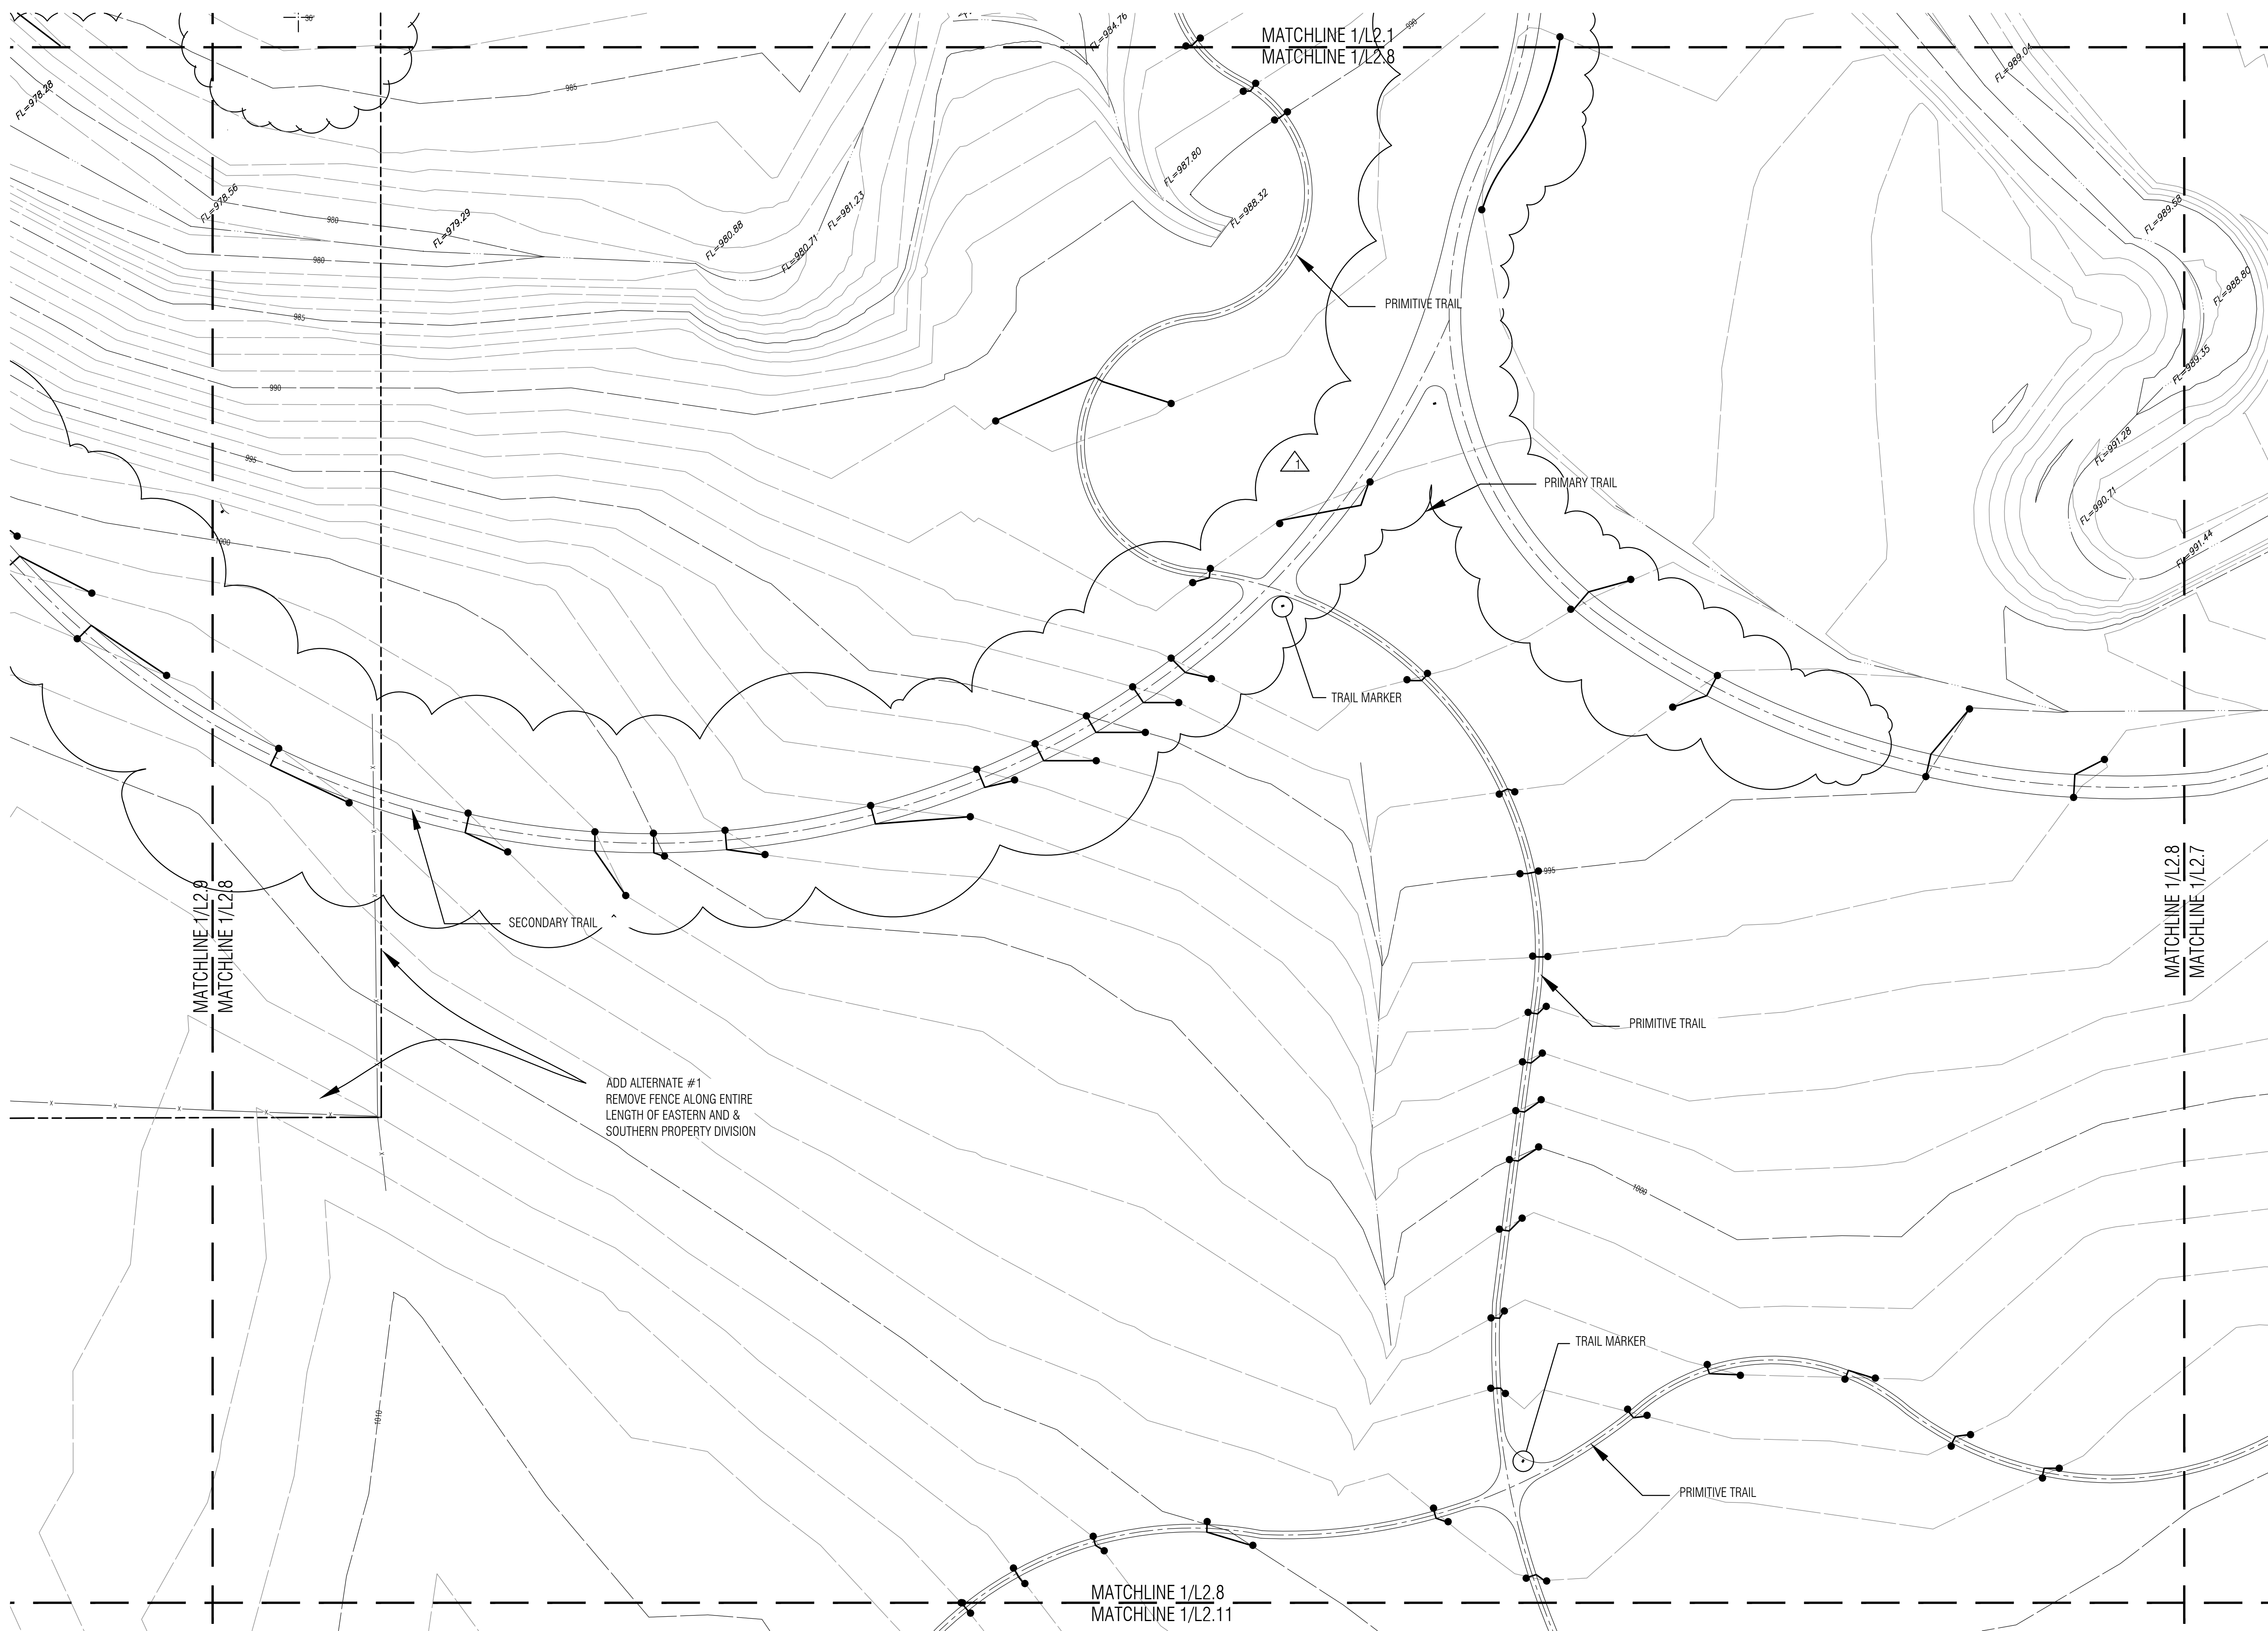 36
MATCHLINE 1/L2.1
MATCHLINE 1/L2.8
990
FL=984.76
FL=989.04
FL=978.28
985
FL=987.80
FL=978.56
FL=979.29
FL=980.88
FL=980.71
FL=981.23
FL=988.32
FL=989.58
980
980
FL=988.80
985
PRIMITIVE TRAIL
FL=989.35
990
FL=991.28
995
1
PRIMARY TRAIL
FL=990.71
1000
FL=991.44
TRAIL MARKER
995
MATCHLINE 1/L2.9
MATCHLINE 1/L2.8
SECONDARY TRAIL
MATCHLINE 1/L2.8
MATCHLINE 1/L2.7
X
X
X
X
PRIMITIVE TRAIL
ADD ALTERNATE #1
REMOVE FENCE ALONG ENTIRE
LENGTH OF EASTERN AND &
SOUTHERN PROPERTY DIVISION
X
X
X
X
X
X
1000
TRAIL MARKER
1010
PRIMITIVE TRAIL
MATCHLINE 1/L2.8
MATCHLINE 1/L2.11